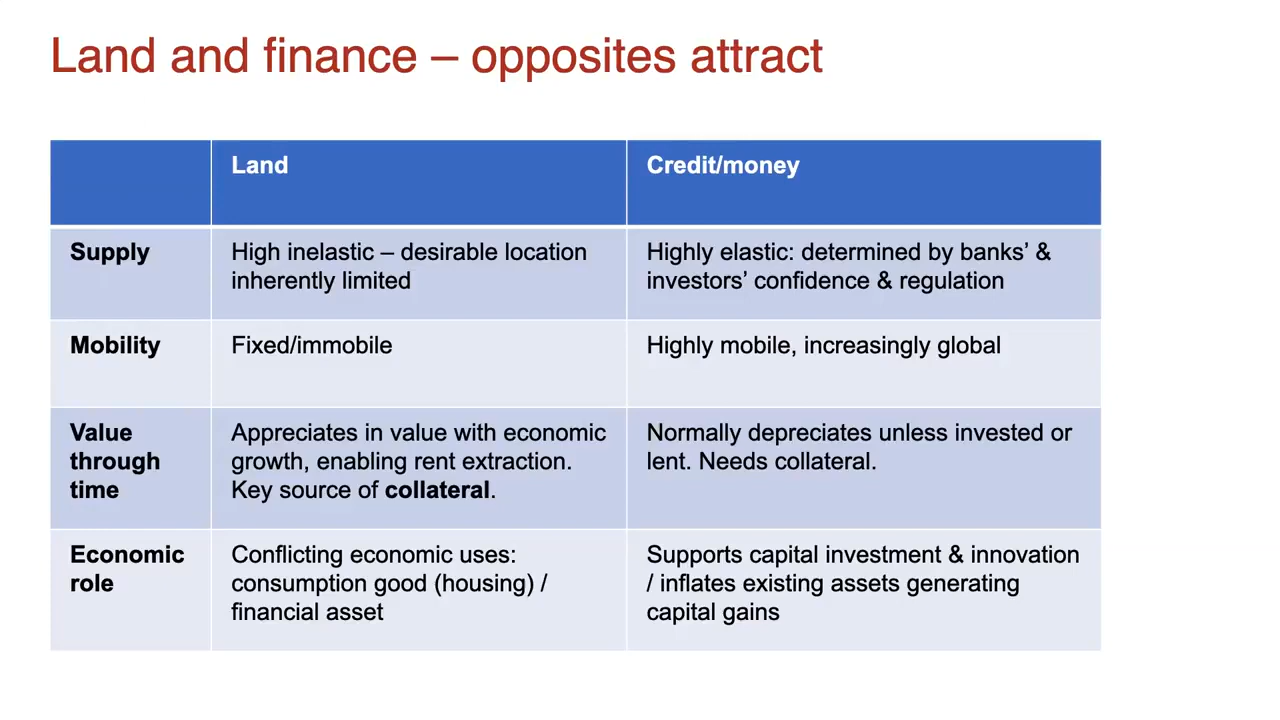 Land and finance – opposites attract
Land
Credit/money
Supply
High inelastic – desirable location
inherently limited
Highly elastic: determined by banks’ &
investors’ confidence & regulation
Mobility
Fixed/immobile
Highly mobile, increasingly global
Value
through
time
Appreciates in value with economic
growth, enabling rent extraction.
Key source of collateral.
Normally depreciates unless invested or
lent. Needs collateral.
Economic
role
Conflicting economic uses:
consumption good (housing) /
financial asset
Supports capital investment & innovation
/ inflates existing assets generating
capital gains